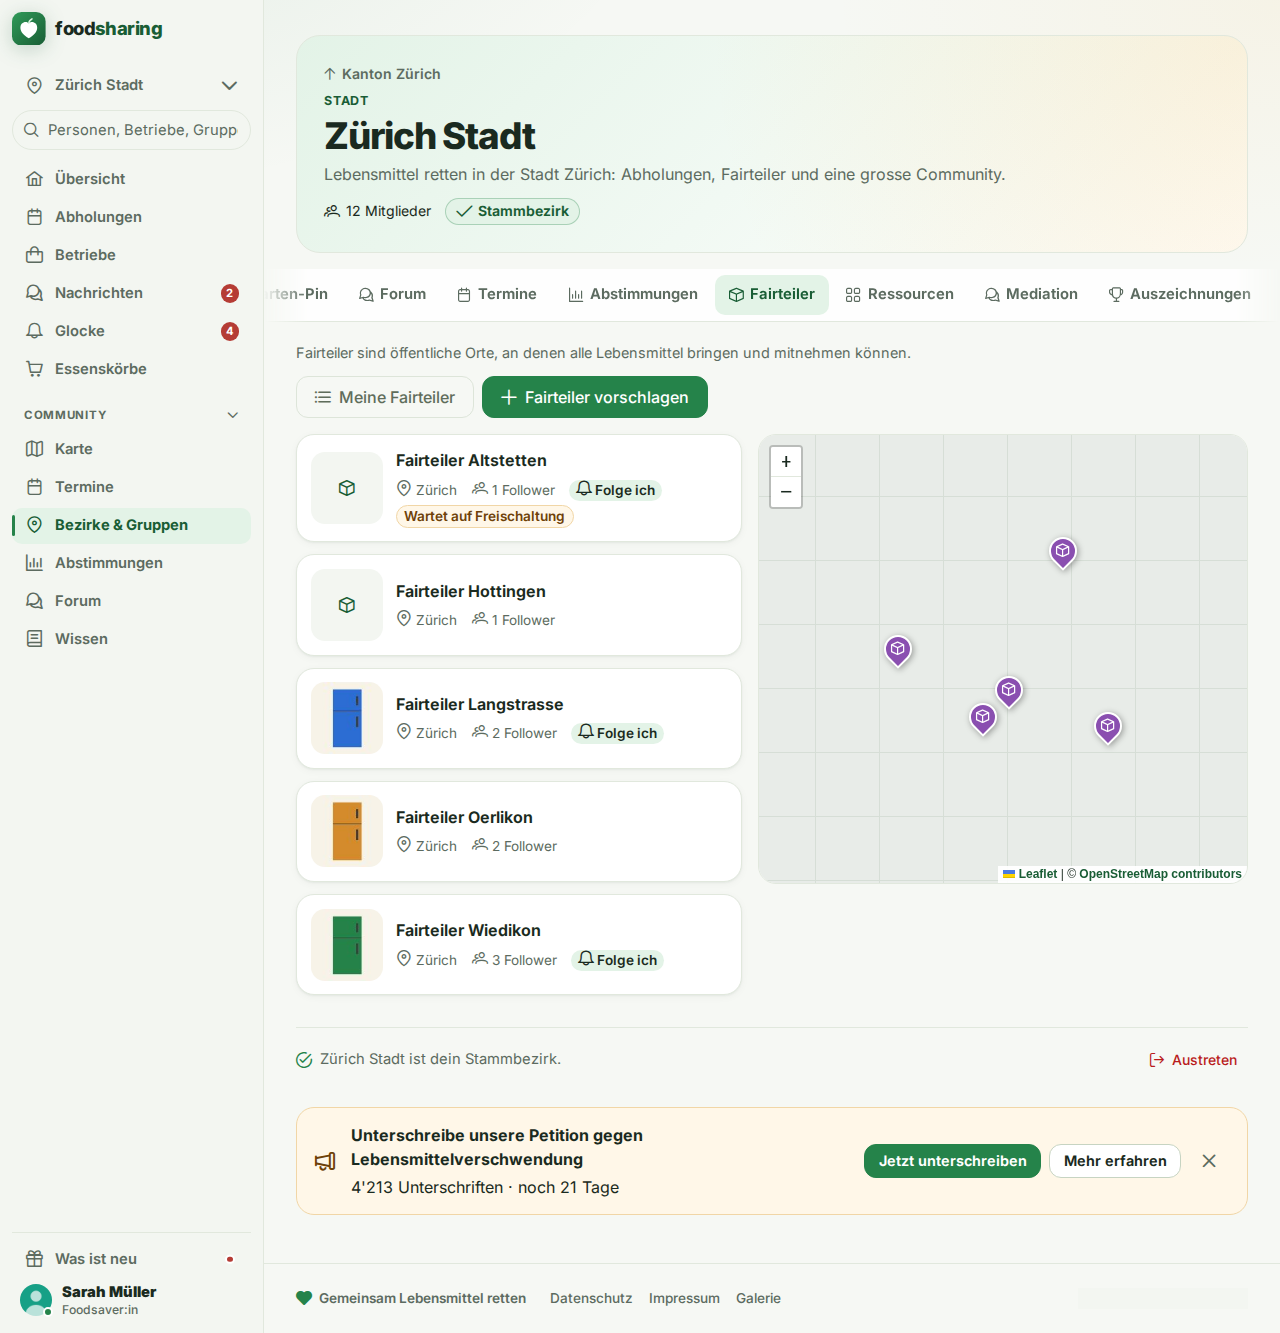 foodsharing
Zürich Stadt
Personen, Betriebe, Grupp
Übersicht
Abholungen
Betriebe
Nachrichten 2
Glocke 4
Essenskörbe
COMMUNITY
Karte
Termine
Bezirke & Gruppen
Abstimmungen
Forum
Wissen
Was ist neu
Sarah Müller
Foodsaver:in
Kanton Zürich
STADT
Zürich Stadt
Lebensmittel retten in der Stadt Zürich: Abholungen, Fairteiler und eine grosse Community.
12 Mitglieder Stammbezirk
rten-Pin Forum Termine Abstimmungen Fairteiler Ressourcen Mediation Auszeichnungen
Fairteiler sind öffentliche Orte, an denen alle Lebensmittel bringen und mitnehmen können.
Meine Fairteiler Fairteiler vorschlagen
Fairteiler Altstetten
Zürich 1 Follower Folge ich
Wartet auf Freischaltung
Fairteiler Hottingen
Zürich 1 Follower
Fairteiler Langstrasse
Zürich 2 Follower Folge ich
Fairteiler Oerlikon
Zürich 2 Follower
Fairteiler Wiedikon
Zürich 3 Follower Folge ich
+
−
Leaflet | © OpenStreetMap contributors
Zürich Stadt ist dein Stammbezirk. Austreten
Unterschreibe unsere Petition gegen
Lebensmittelverschwendung
4'213 Unterschriften · noch 21 Tage
Jetzt unterschreiben Mehr erfahren
Gemeinsam Lebensmittel retten Datenschutz Impressum Galerie